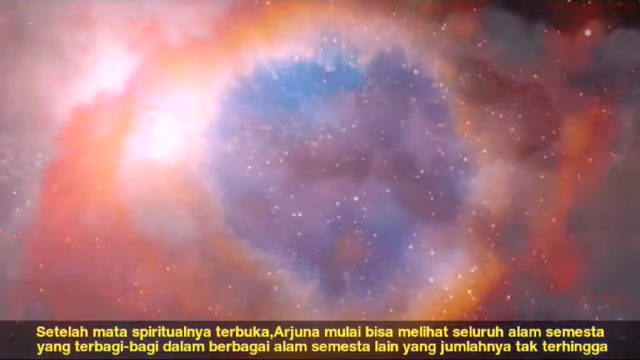 Setelah mata spiritualnya terbuka,Arjuna mulai bisa melihat seluruh alam semesta
yang terbagi-bagi dalam berbagai alam semesta lain yang jumlahnya tak terhingga